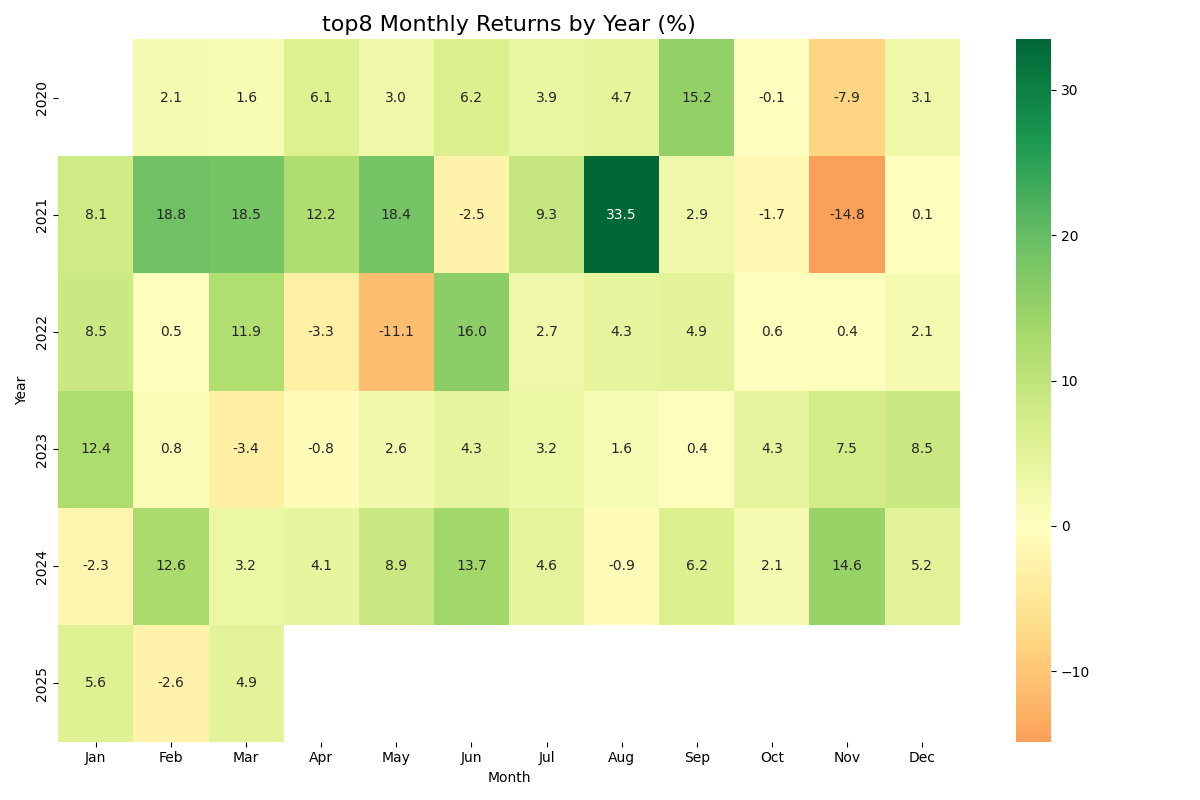 top8 Monthly Returns by Year (%)
2020 2.1 1.6 6.1 3.0 6.2 3.9 4.7 15.2 -0.1 -7.9 3.1
2021 8.1 18.8 18.5 12.2 18.4 -2.5 9.3 33.5 2.9 -1.7 -14.8 0.1
2022 8.5 0.5 11.9 -3.3 -11.1 16.0 2.7 4.3 4.9 0.6 0.4 2.1
Year
2023 12.4 0.8 -3.4 -0.8 2.6 4.3 3.2 1.6 0.4 4.3 7.5 8.5
2024 -2.3 12.6 3.2 4.1 8.9 13.7 4.6 -0.9 6.2 2.1 14.6 5.2
2025 5.6 -2.6 4.9
Jan Feb Mar Apr May Jun Jul Aug Sep Oct Nov Dec
Month
30
20
10
0
−10